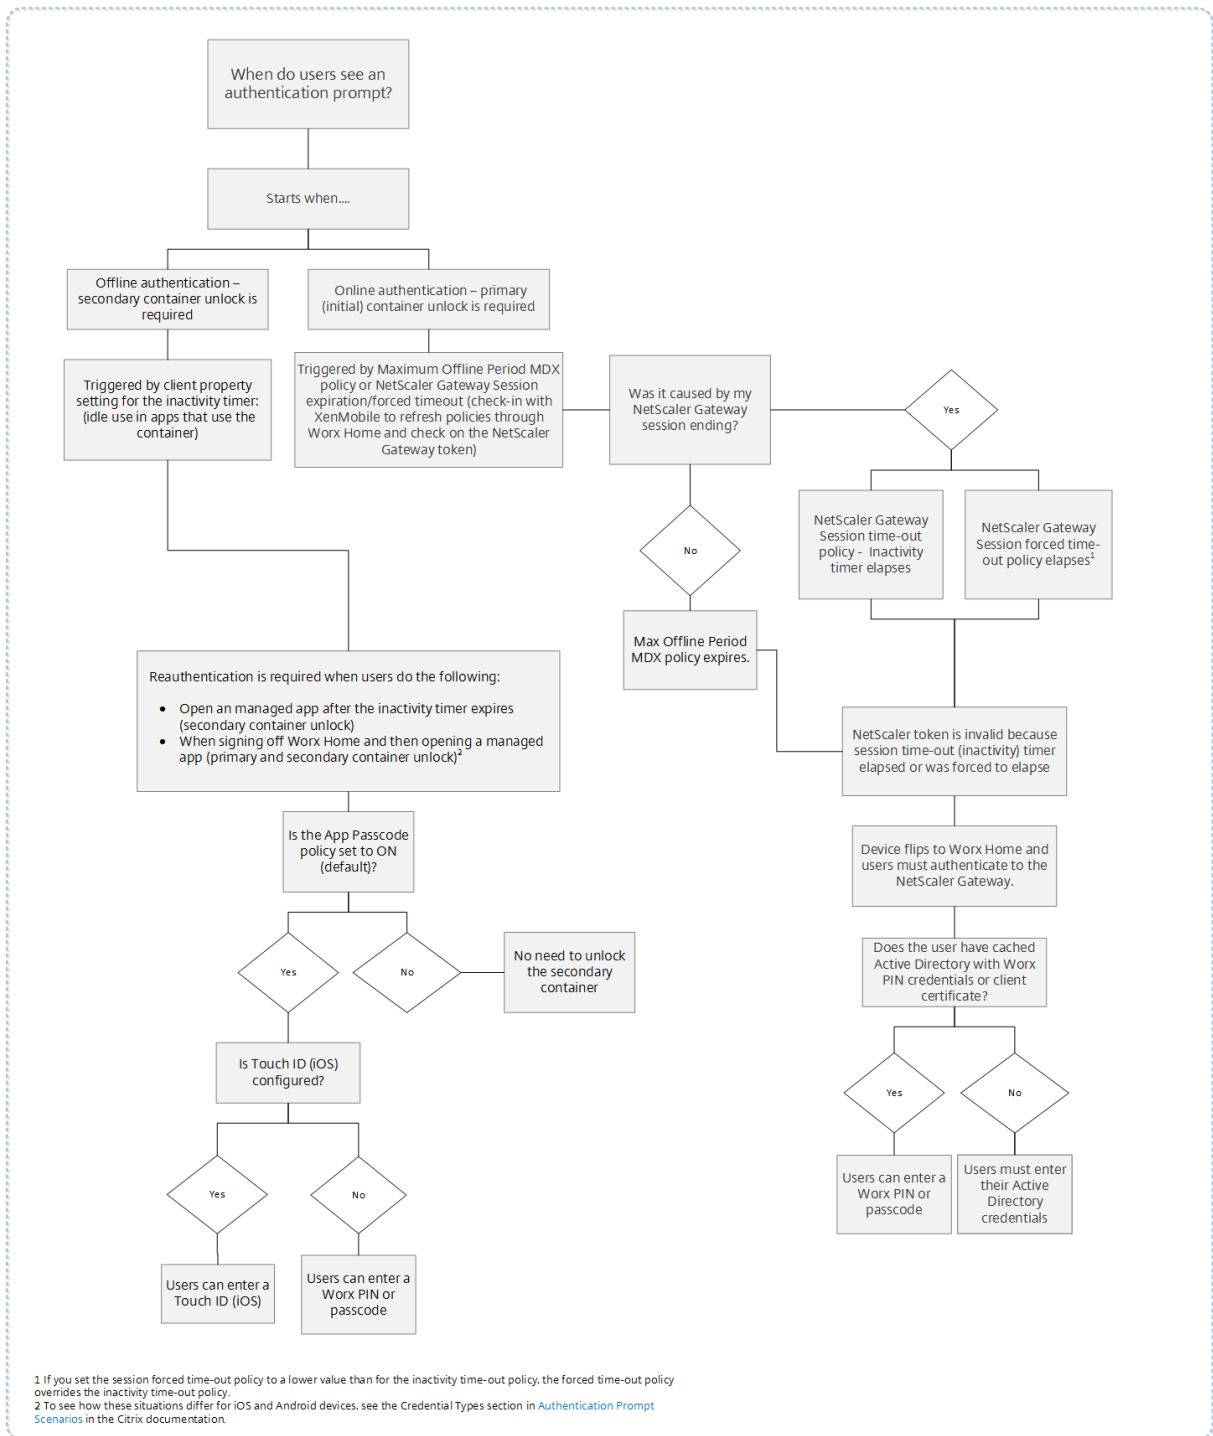 When do users see an
authentication prompt?
Starts when....
Offline authentication –
secondary container unlock is
required
Online authentication – primary
(initial) container unlock is required
Triggered by client property
setting for the inactivity timer:
(idle use in apps that use the
container)
Triggered by Maximum Offline Period MDX
policy or NetScaler Gateway Session
expiration/forced timeout (check-in with
XenMobile to refresh policies through
Worx Home and check on the NetScaler
Gateway token)
Was it caused by my
NetScaler Gateway
session ending?
Yes
No
NetScaler Gateway
Session time-out
policy - Inactivity
timer elapses
NetScaler Gateway
Session forced time-
out policy elapses1
Max Offline Period
MDX policy expires.
Reauthentication is required when users do the following:
• Open an managed app after the inactivity timer expires
(secondary container unlock)
• When signing off Worx Home and then opening a managed
app (primary and secondary container unlock)2
NetScaler token is invalid because
session time-out (inactivity) timer
elapsed or was forced to elapse
Is the App Passcode
policy set to ON
(default)?
Device flips to Worx Home and
users must authenticate to the
NetScaler Gateway.
Yes
No
No need to unlock
the secondary
container
Does the user have cached
Active Directory with Worx
PIN credentials or client
certificate?
Is Touch ID (iOS)
configured?
Yes
No
Yes
No
Users can enter a
Worx PIN or
passcode
Users must enter
their Active
Directory
credentials
Users can enter a
Touch ID (iOS)
Users can enter a
Worx PIN or
passcode
1 If you set the session forced time-out policy to a lower value than for the inactivity time-out policy, the forced time-out policy
overrides the inactivity time-out policy.
2 To see how these situations differ for iOS and Android devices, see the Credential Types section in Authentication Prompt
Scenarios in the Citrix documentation.